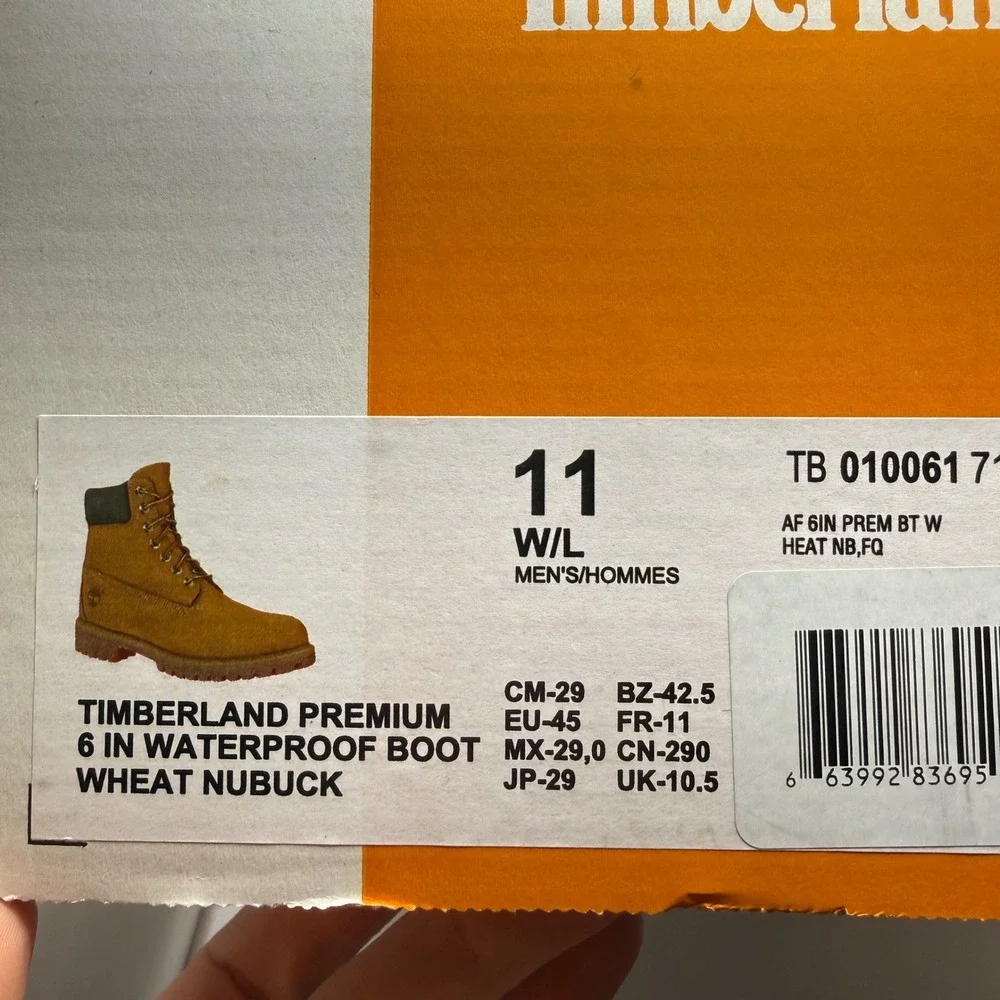 Timberlan
11
W/L
MEN'S/HOMMES
TB 010061 71
AF 6IN PREM BT W
HEAT NB,FQ
TIMBERLAND PREMIUM
6 IN WATERPROOF BOOT
WHEAT NUBUCK
CM-29 BZ-42.5
EU-45 FR-11
MX-29,0 CN-290
JP-29 UK-10.5
6 63992 83695